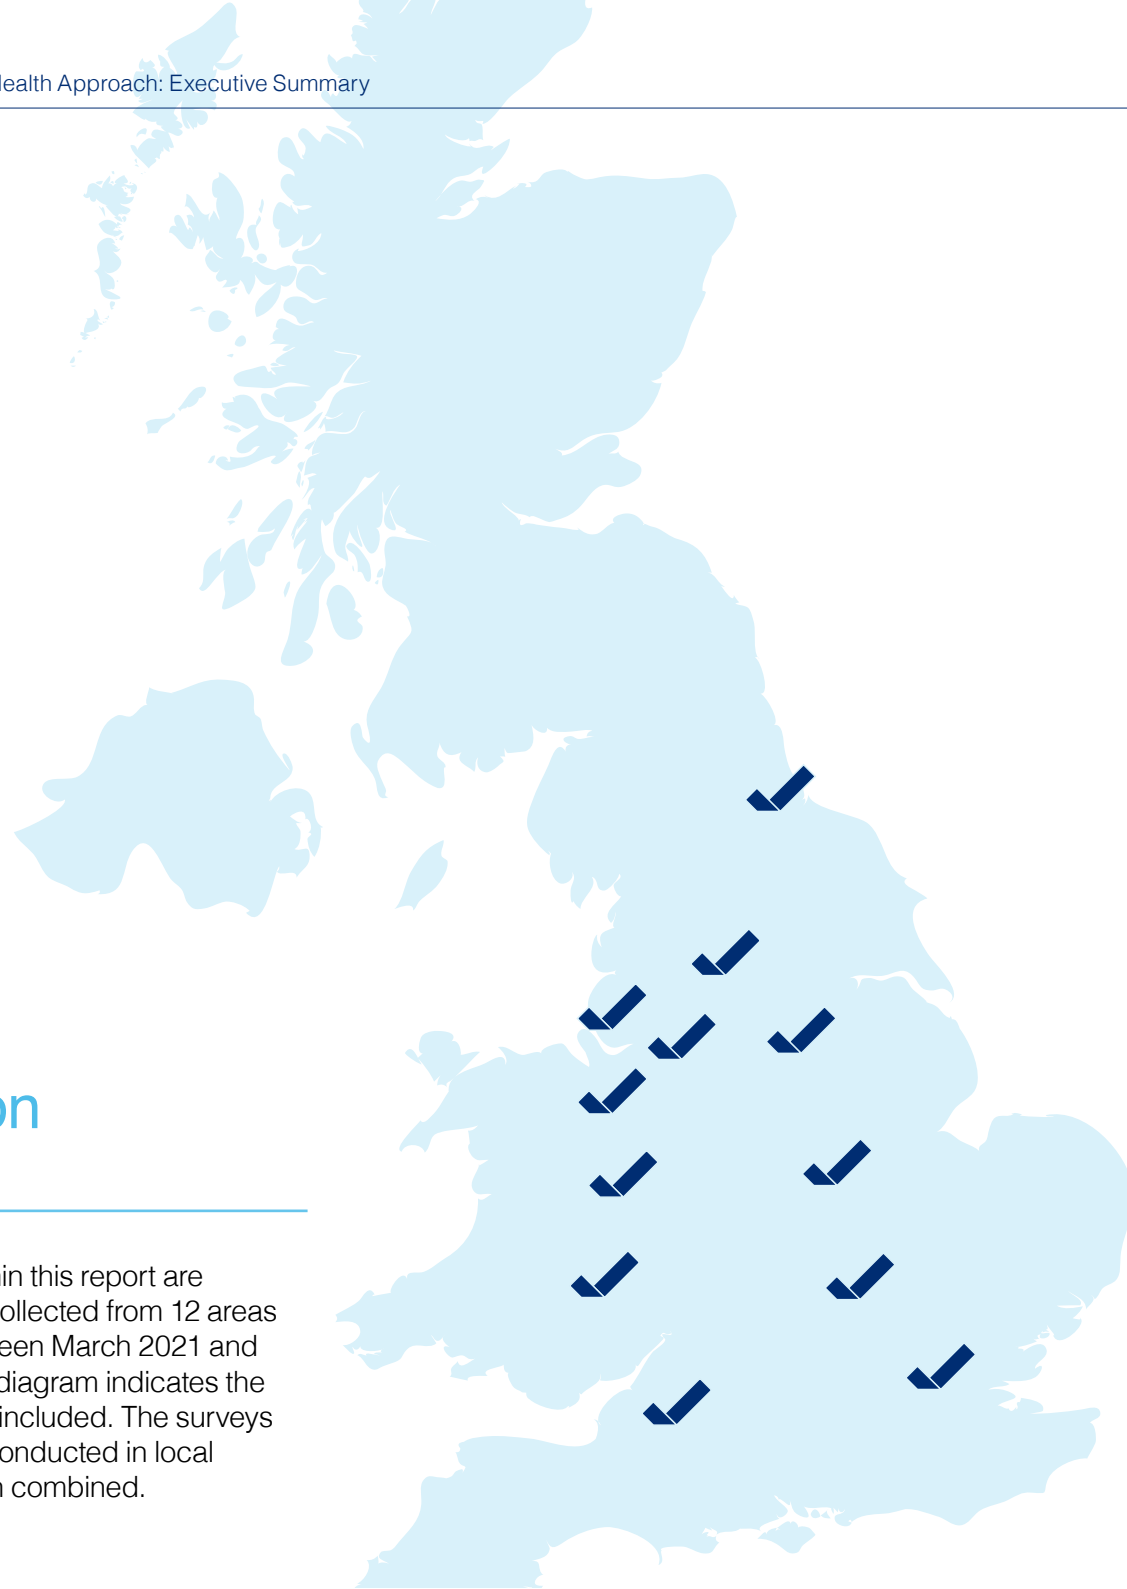 Health Approach: Executive Summary
on
in this report are
ollected from 12 areas
een March 2021 and
diagram indicates the
included. The surveys
onducted in local
combined.